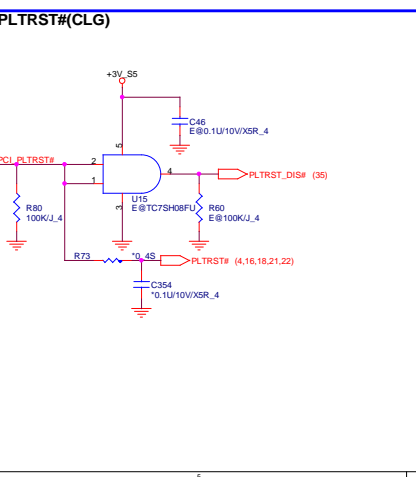 PLTRST#(CLG)
+3V_S5
C46
E@0.1U/10V/X5R_4
5
PCI_PLTRST#
2
1
4
PLTRST_DIS# (35)
U15
E@TC7SH08FU
3
R80
100K/J_4
R60
E@100K/J_4
R73
*0_4S
PLTRST# (4,16,18,21,22)
C354
*0.1U/10V/X5R_4
5